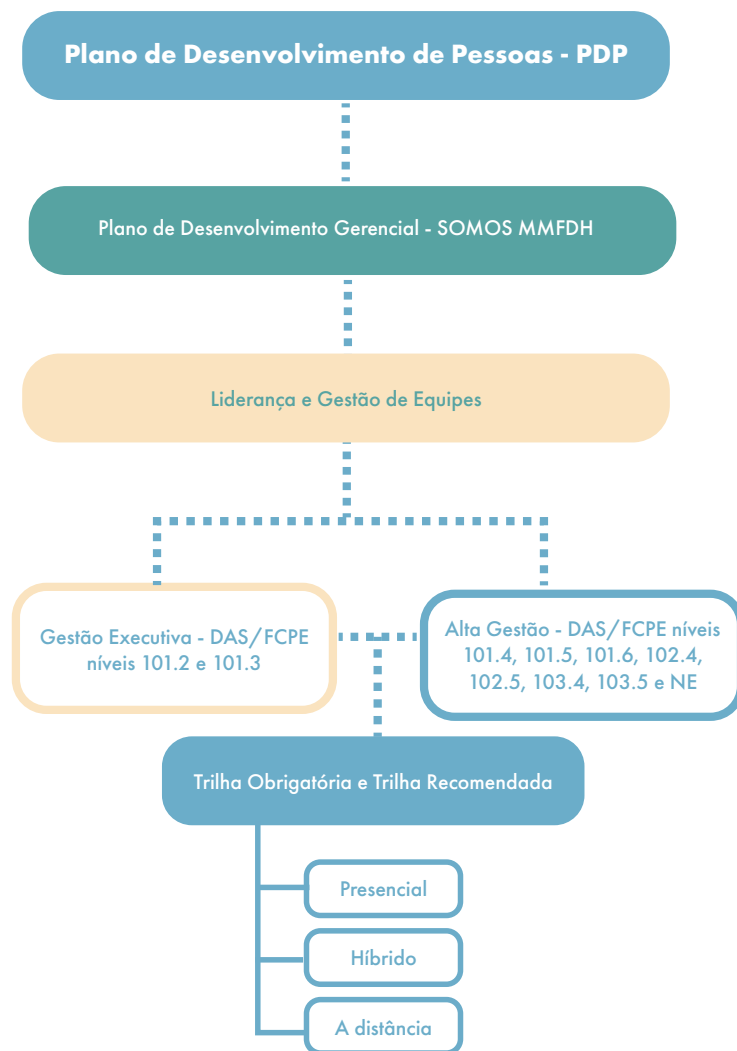 Plano de Desenvolvimento de Pessoas - PDP
Plano de Desenvolvimento Gerencial - SOMOS MMFDH
Liderança e Gestão de Equipes
Gestão Executiva - DAS/FCPE
níveis 101.2 e 101.3
Alta Gestão - DAS/FCPE níveis
101.4, 101.5, 101.6, 102.4,
102.5, 103.4, 103.5 e NE
Trilha Obrigatória e Trilha Recomendada
Presencial
Híbrido
A distância